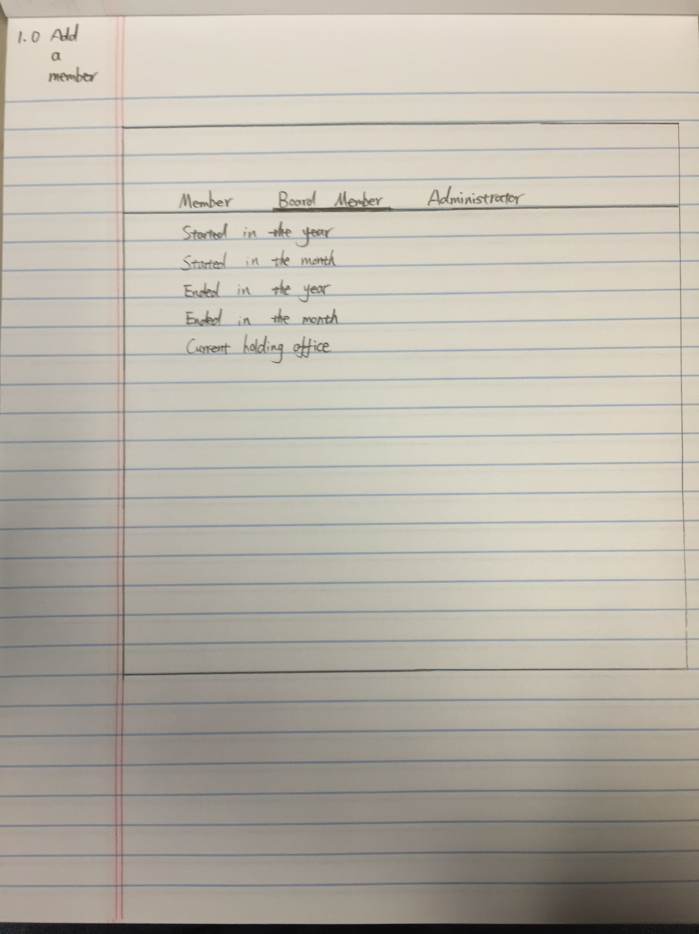 1.0 Add
a
member
Member Board Member Administractor
Started in the year
Started in the month
Ended in the year
Ended in the month
Current holding office